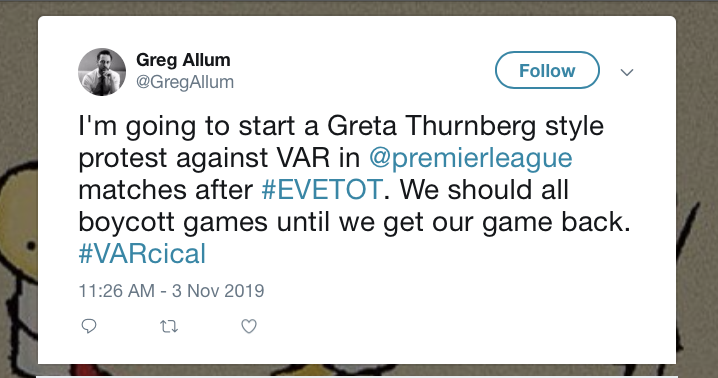 Greg Allum
@GregAllum
Follow
I'm going to start a Greta Thurnberg style
protest against VAR in @premierleague
matches after #EVETOT. We should all
boycott games until we get our game back.
#VARcical
11:26 AM - 3 Nov 2019